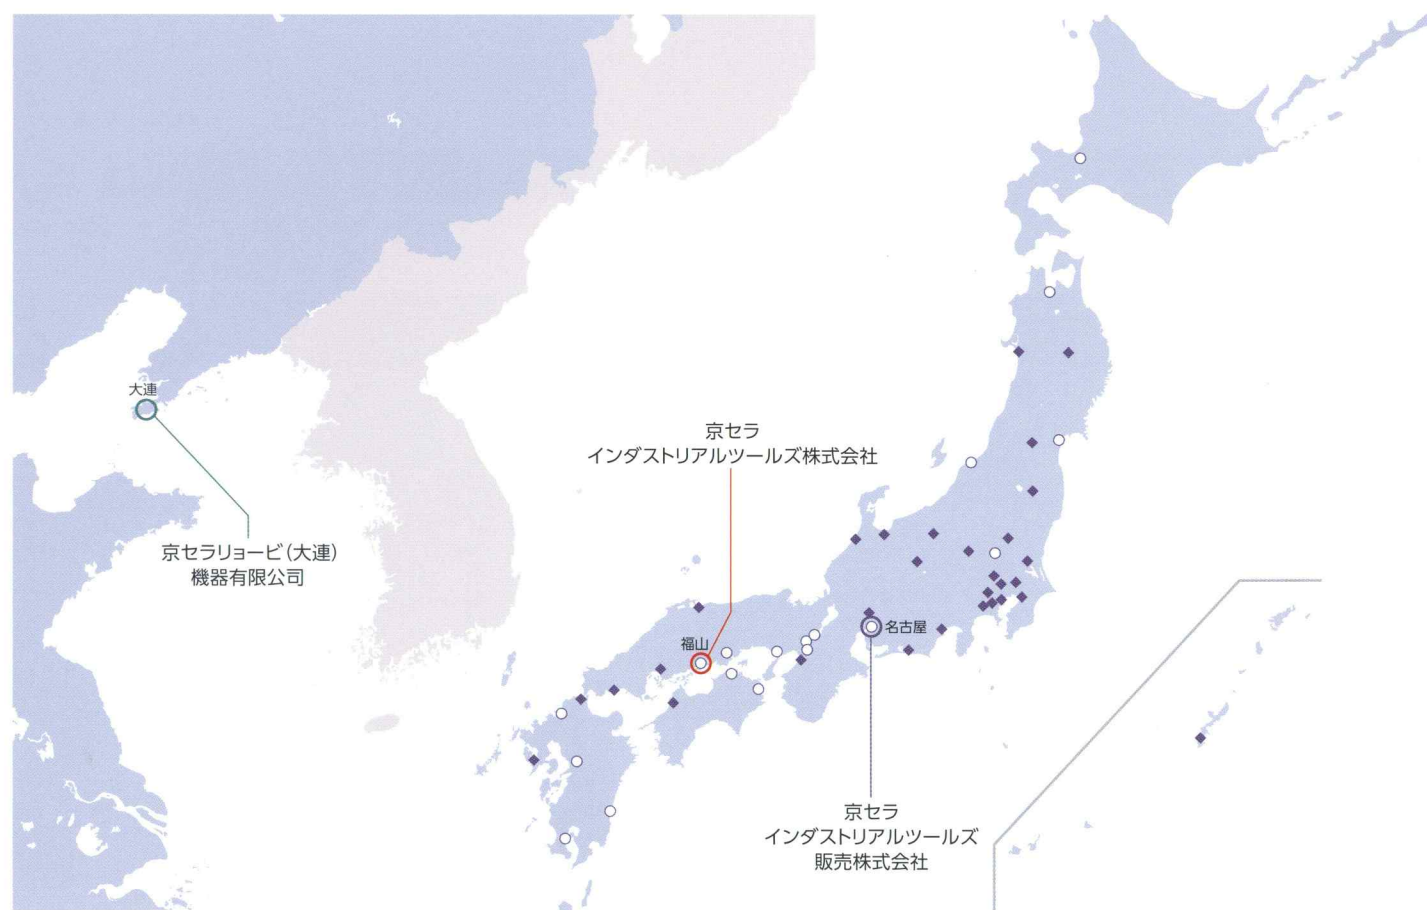 大連
京セラリョービ(大連)
機器有限公司
京セラ
インダストリアルツールズ株式会社
福山
名古屋
京セラ
インダストリアルツールズ
販売株式会社